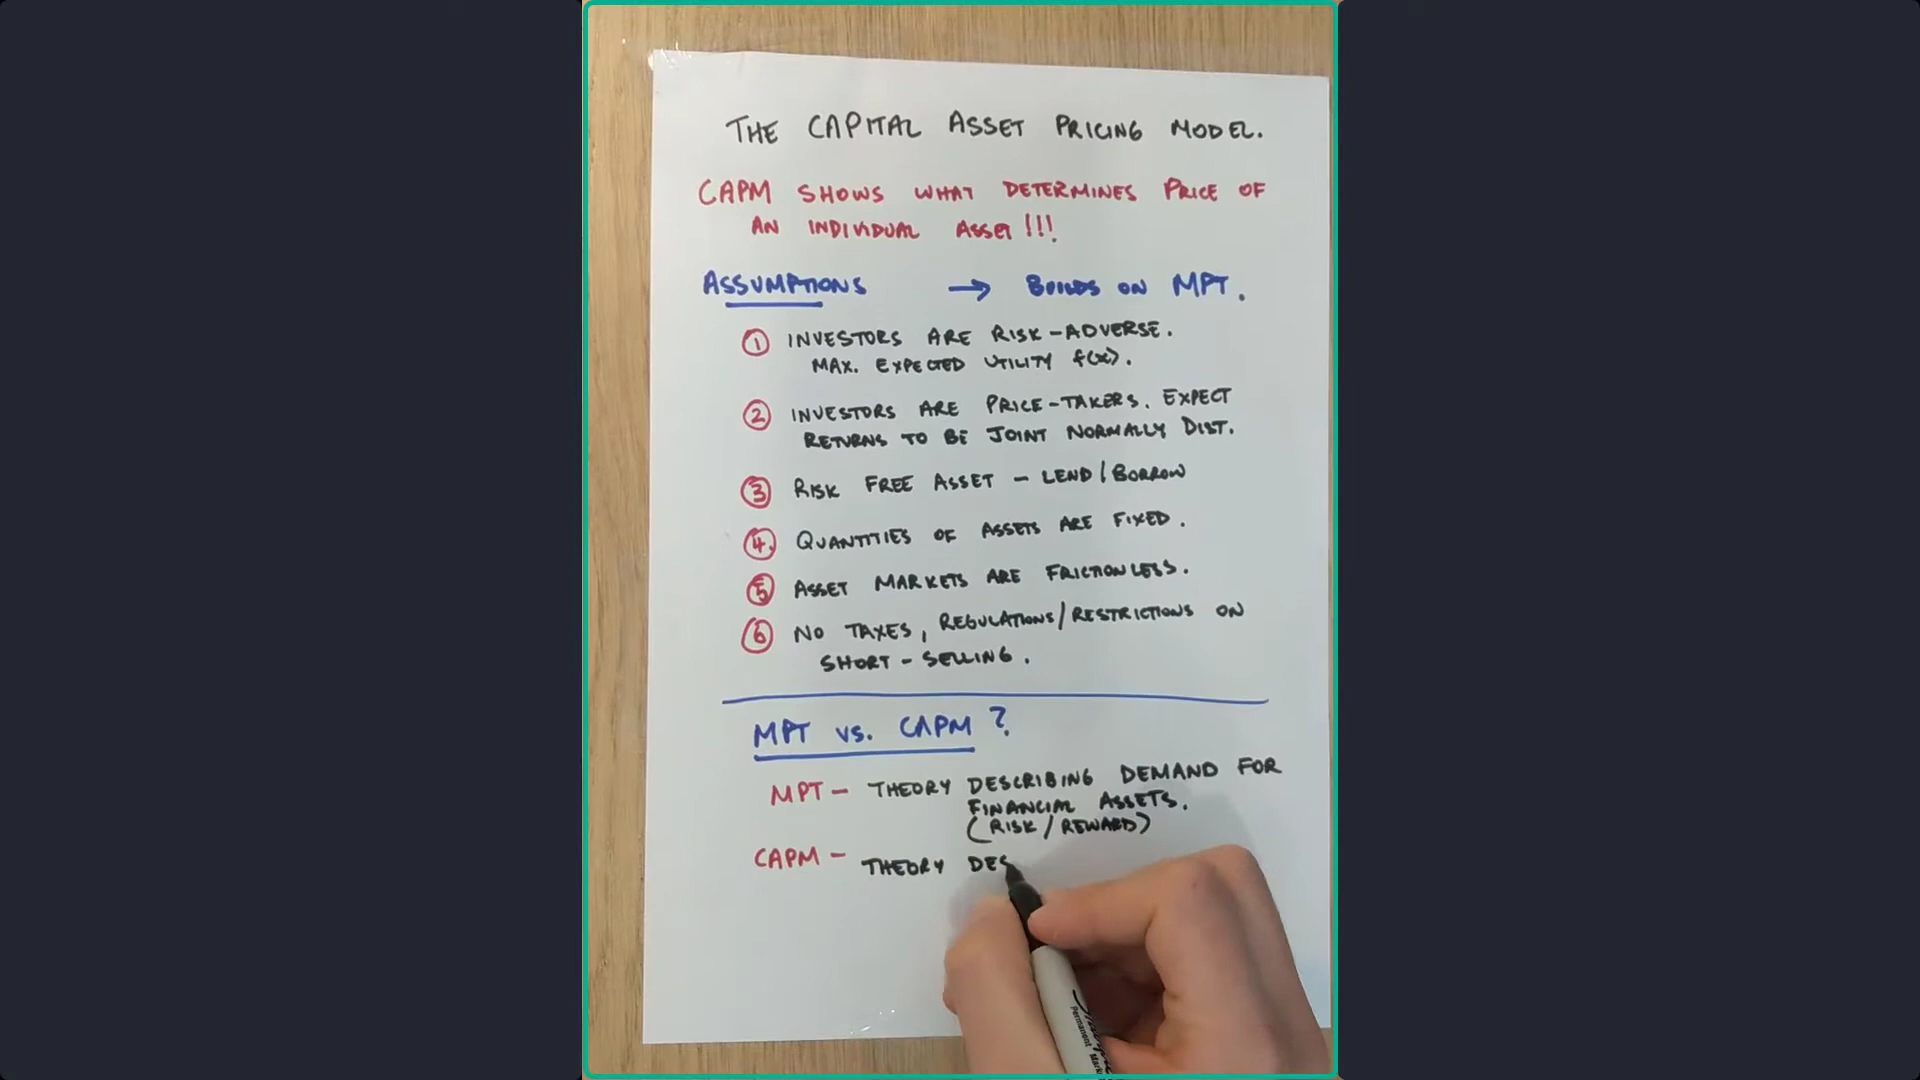 THE CAPITAL ASSET PRICING MODEL.
CAPM SHOWS WHAT DETERMINES PRICE OF
AN INDIVIDUAL ASSET!!!
ASSUMPTIONS → BUILDS ON MPT.
1 INVESTORS ARE RISK-ADVERSE.
MAX. EXPECTED UTILITY f(x).
2 INVESTORS ARE PRICE-TAKERS. EXPECT
RETURNS TO BE JOINT NORMALLY DIST.
3 RISK FREE ASSET - LEND/BORROW
4. QUANTITIES OF ASSETS ARE FIXED.
5 ASSET MARKETS ARE FRICTIONLESS.
6 NO TAXES, REGULATIONS/RESTRICTIONS ON
SHORT-SELLING.
MPT VS. CAPM?
MPT - THEORY DESCRIBING DEMAND FOR
FINANCIAL ASSETS.
(RISK/REWARD)
CAPM - THEORY DES
Permanent